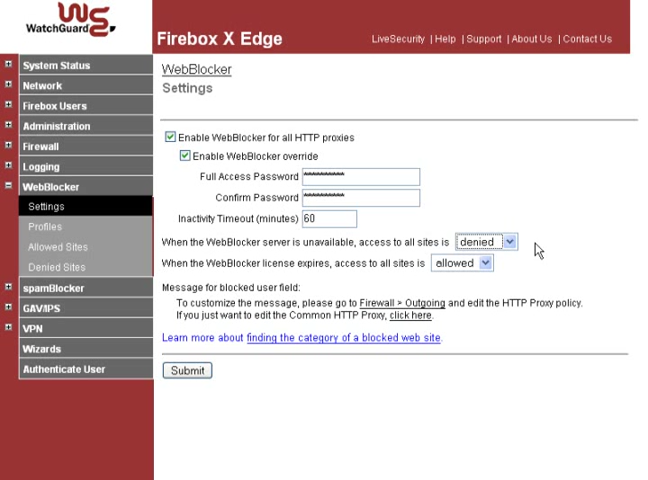 WatchGuard
Firebox X Edge
LiveSecurity | Help | Support | About Us | Contact Us
System Status
Network
Firebox Users
Administration
Firewall
Logging
WebBlocker
Settings
Profiles
Allowed Sites
Denied Sites
spamBlocker
GAV/IPS
VPN
Wizards
Authenticate User
WebBlocker
Settings
Enable WebBlocker for all HTTP proxies
Enable WebBlocker override
Full Access Password **********
Confirm Password **********
Inactivity Timeout (minutes) 60
When the WebBlocker server is unavailable, access to all sites is denied
When the WebBlocker license expires, access to all sites is allowed
Message for blocked user field:
To customize the message, please go to Firewall > Outgoing and edit the HTTP Proxy policy.
If you just want to edit the Common HTTP Proxy, click here.
Learn more about finding the category of a blocked web site.
Submit